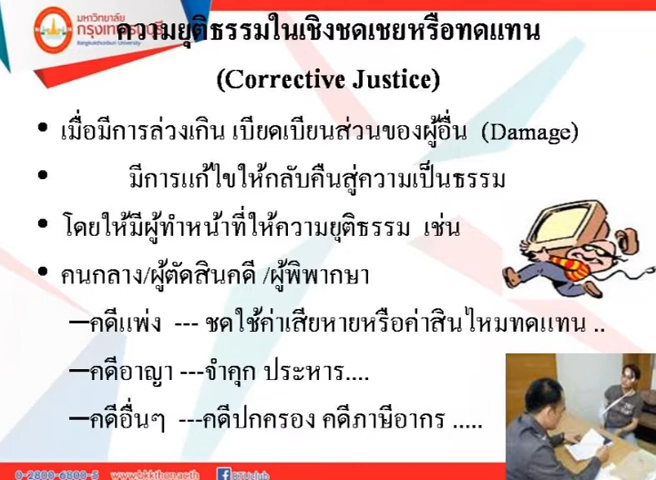 มหาวิทยาลัย
กรุงเทพธนบุรี
Bangkokthonburi University
ความยุติธรรมในเชิงชดเชยหรือทดแทน
(Corrective Justice)
• เมื่อมีการล่วงเกิน เบียดเบียนส่วนของผู้อื่น (Damage)
• มีการแก้ไขให้กลับคืนสู่ความเป็นธรรม
• โดยให้มีผู้ทำหน้าที่ให้ความยุติธรรม เช่น
• คนกลาง/ผู้ตัดสินคดี /ผู้พิพากษา
–คดีแพ่ง --- ชดใช้ค่าเสียหายหรือค่าสินไหมทดแทน ..
–คดีอาญา ---จำคุก ประหาร....
–คดีอื่นๆ ---คดีปกครอง คดีภาษีอากร .....
0-2800-6800-5 www.bkkthon.ac.th